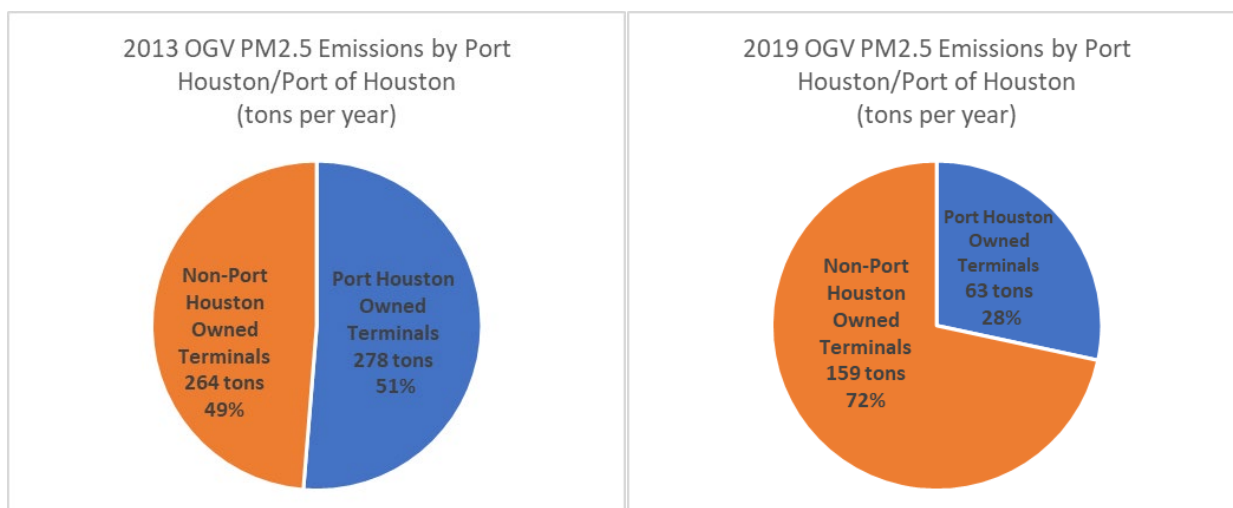 2013 OGV PM2.5 Emissions by Port
Houston/Port of Houston
(tons per year)
Non-Port
Houston
Owned
Terminals
264 tons
49%
Port Houston
Owned
Terminals
278 tons
51%
2019 OGV PM2.5 Emissions by Port
Houston/Port of Houston
(tons per year)
Non-Port
Houston
Owned
Terminals
159 tons
72%
Port Houston
Owned
Terminals
63 tons
28%